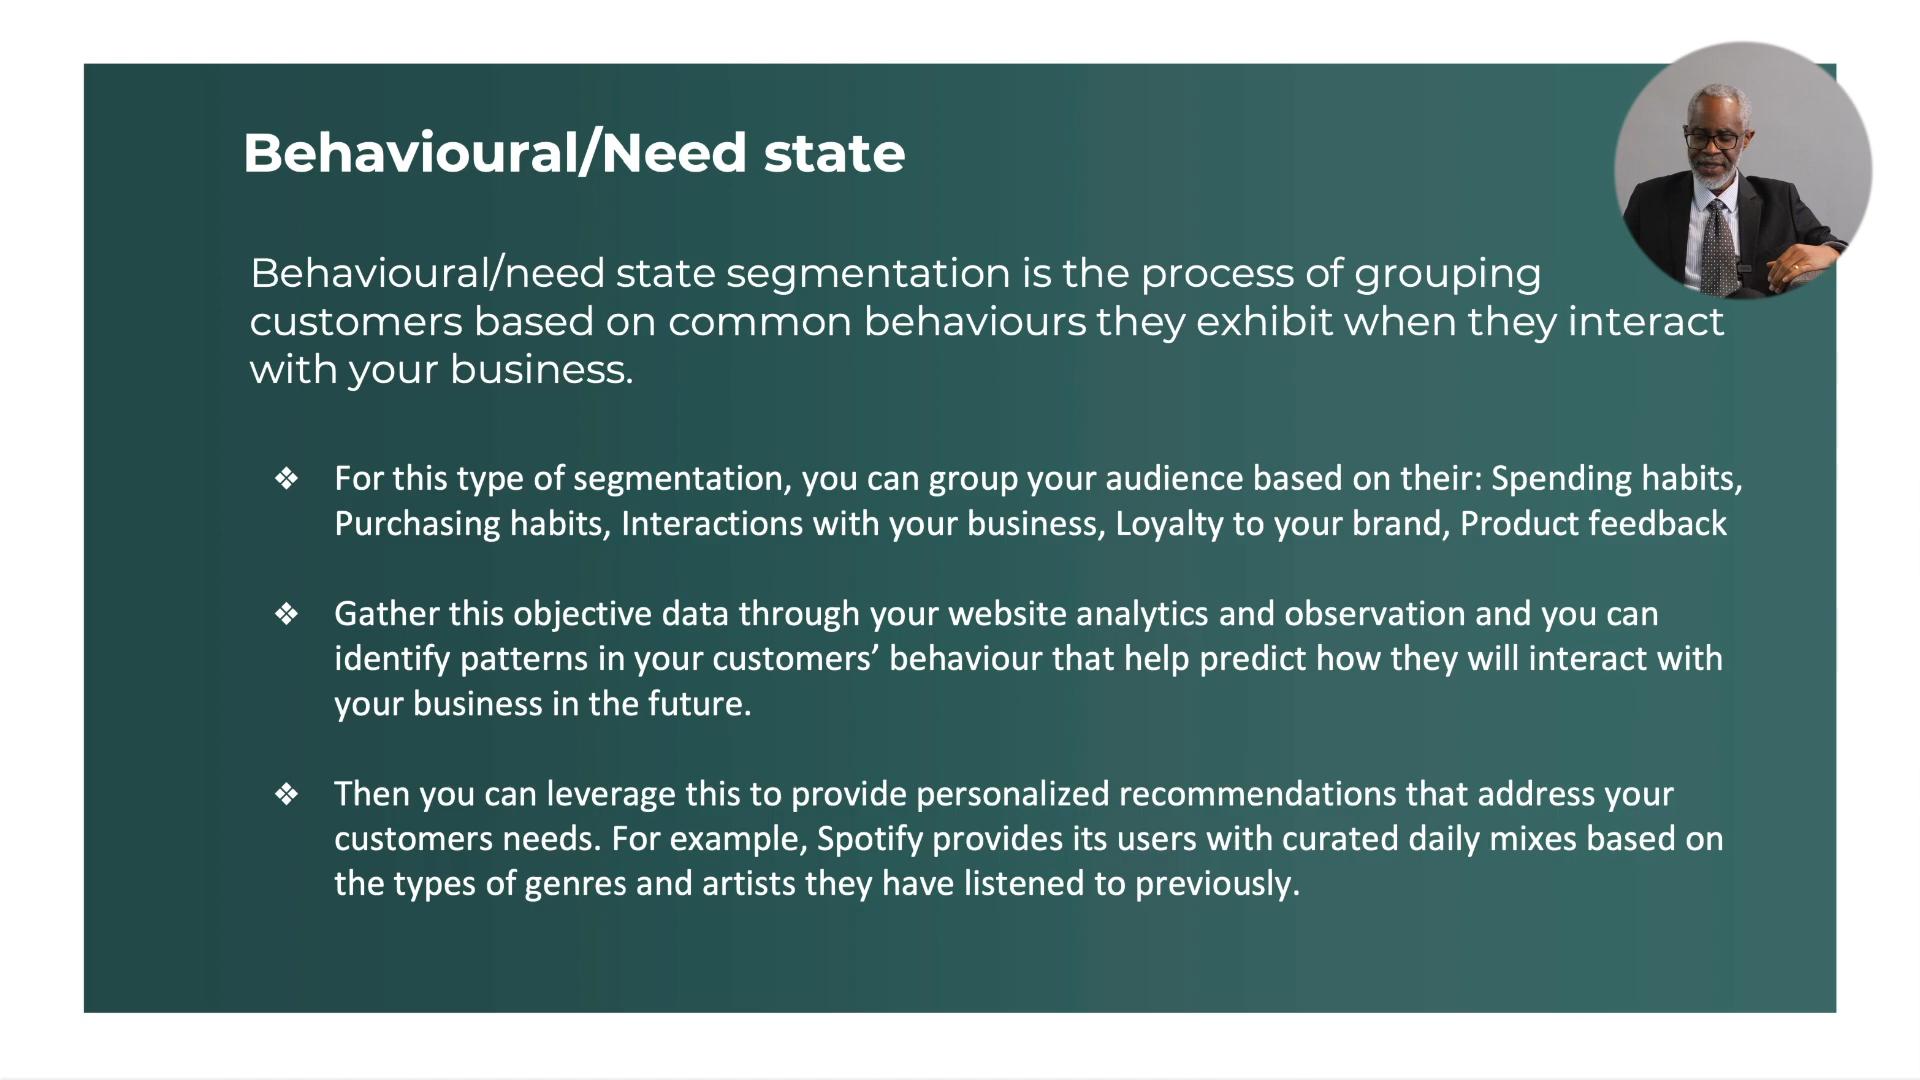 Behavioural/Need state
Behavioural/need state segmentation is the process of grouping
customers based on common behaviours they exhibit when they interact
with your business.
❖ For this type of segmentation, you can group your audience based on their: Spending habits,
Purchasing habits, Interactions with your business, Loyalty to your brand, Product feedback
❖ Gather this objective data through your website analytics and observation and you can
identify patterns in your customers’ behaviour that help predict how they will interact with
your business in the future.
❖ Then you can leverage this to provide personalized recommendations that address your
customers needs. For example, Spotify provides its users with curated daily mixes based on
the types of genres and artists they have listened to previously.